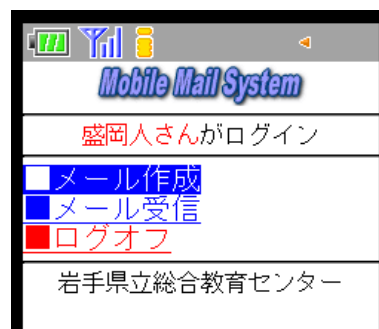 Mobile Mail System
盛岡人さんがログイン
■メール作成
■メール受信
■ログオフ
岩手県立総合教育センター